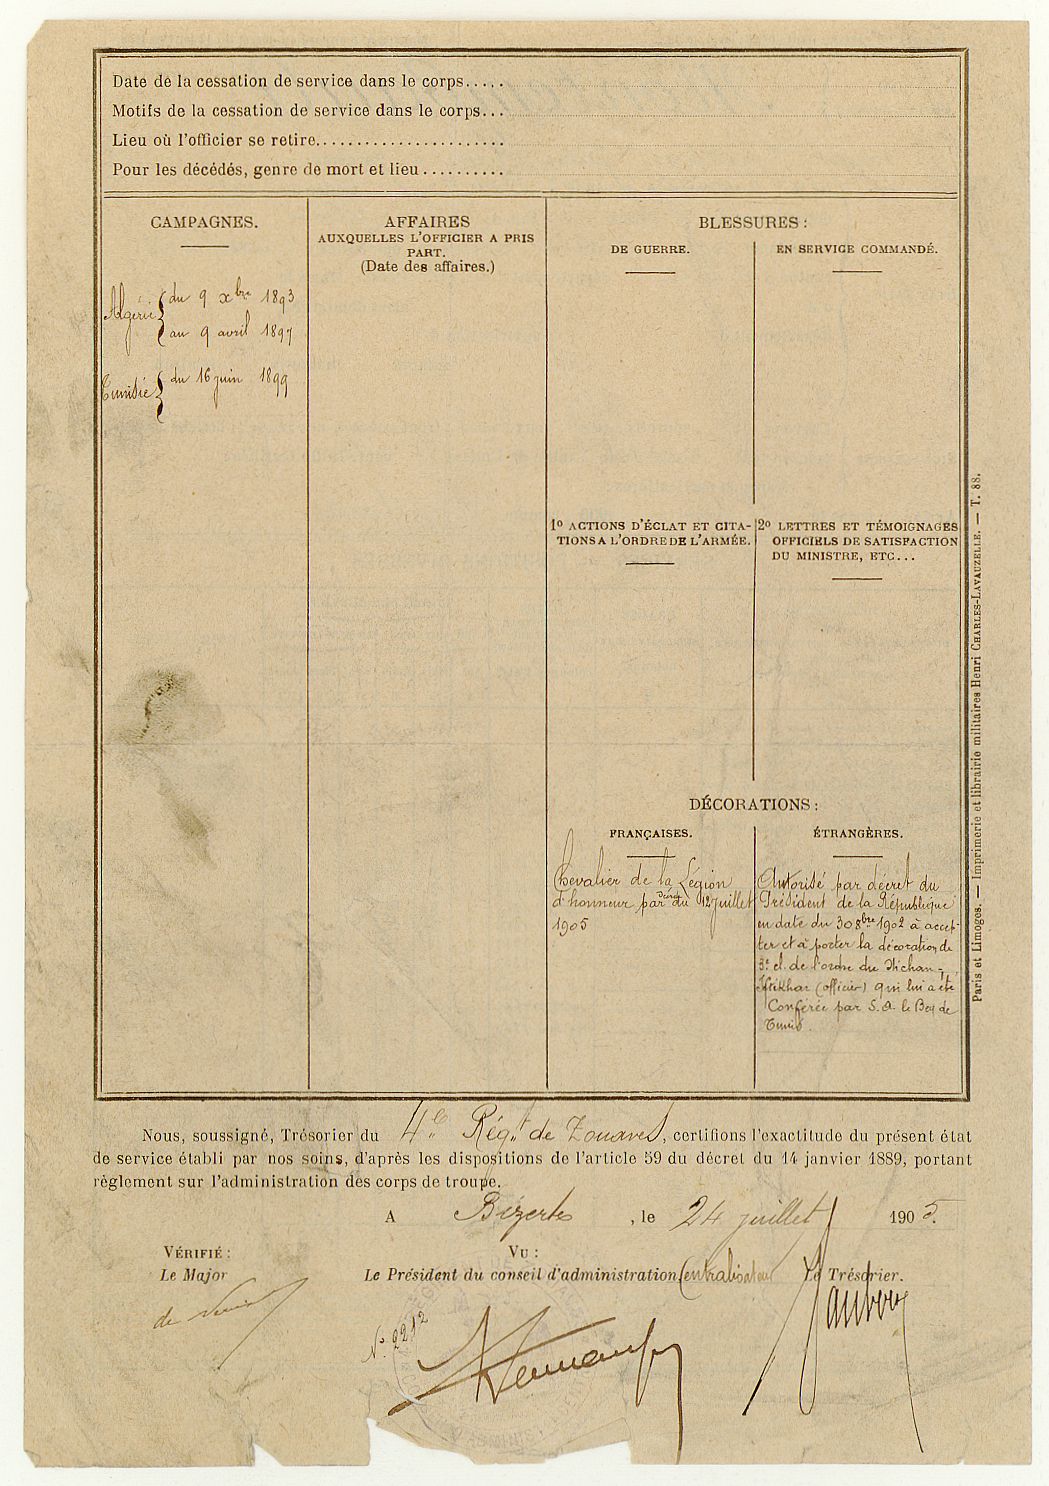 Date de la cessation de service dans le corps.....
Motifs de la cessation de service dans le corps...
Lieu où l'officier se retire.......................
Pour les décédés, genre de mort et lieu ..........
CAMPAGNES.
Algérie { du 9 xbre 1893
au 9 avril 1897
Tunisie { du 16 juin 1899
AFFAIRES
AUXQUELLES L'OFFICIER A PRIS
PART.
(Date des affaires.)
BLESSURES :
DE GUERRE.
EN SERVICE COMMANDÉ.
1º ACTIONS D'ÉCLAT ET CITA-
TIONS A L'ORDRE DE L'ARMÉE.
2º LETTRES ET TÉMOIGNAGES
OFFICIELS DE SATISFACTION
DU MINISTRE, ETC...
DÉCORATIONS :
FRANÇAISES.
Chevalier de la Légion
d'honneur par décret du 12 juillet
1905
ÉTRANGÈRES.
Autorisé par décret du
Président de la République
en date du 30 8bre 1902 à accep-
ter et à porter la décoration de
3e cl. de l'ordre du Nichan-
Iftikhar (officier) qui lui a été
Conférée par S. A. le Bey de
Tunis.
Paris et Limoges. — Imprimerie et librairie militaires Henri CHARLES-LAVAUZELLE. — T. 88.
Nous, soussigné, Trésorier du 4e Régt de Zouaves, certifions l'exactitude du présent état
de service établi par nos soins, d'après les dispositions de l'article 59 du décret du 14 janvier 1889, portant
règlement sur l'administration des corps de troupe.
A Bizerte, le 24 juillet 1905.
VÉRIFIÉ :
Le Major
VU :
Le Président du conseil d'administration Centralisateur
Le Trésorier.
N° 2212